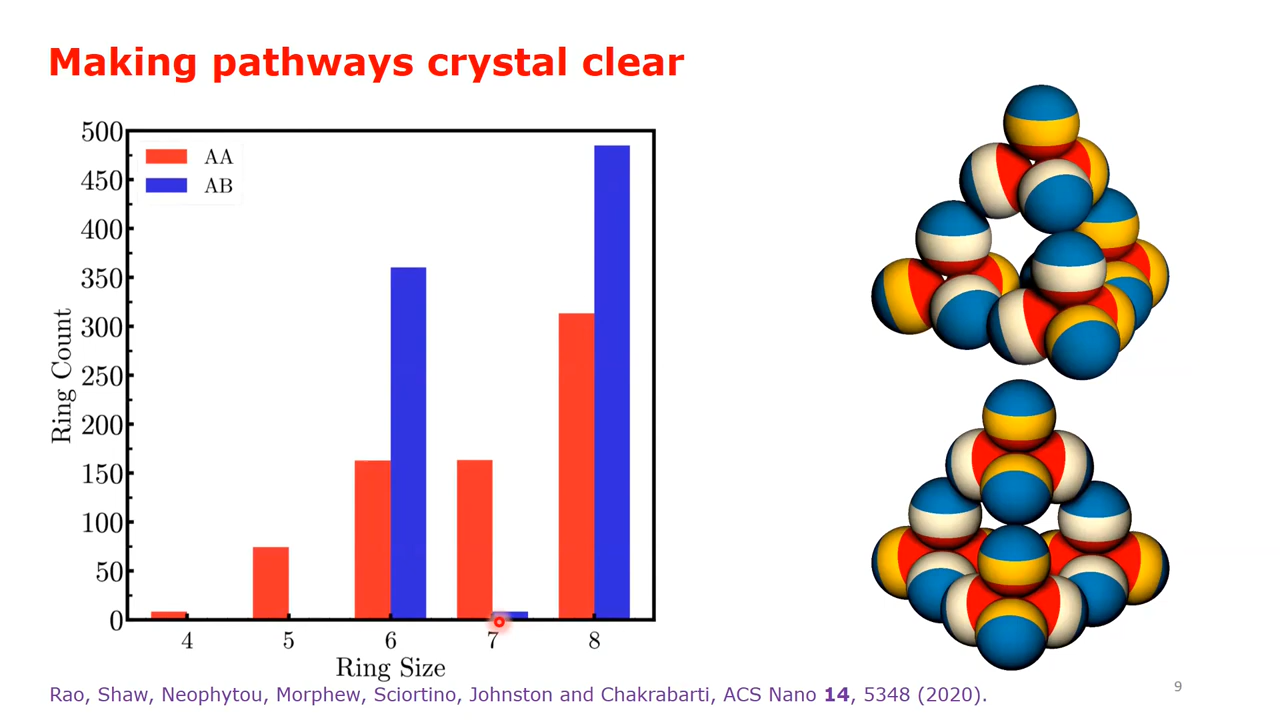 Making pathways crystal clear
500
450
400
350
300
250
200
150
100
50
0
Ring Count
AA
AB
4 5 6 7 8
Ring Size
Rao, Shaw, Neophytou, Morphew, Sciortino, Johnston and Chakrabarti, ACS Nano 14, 5348 (2020).
9